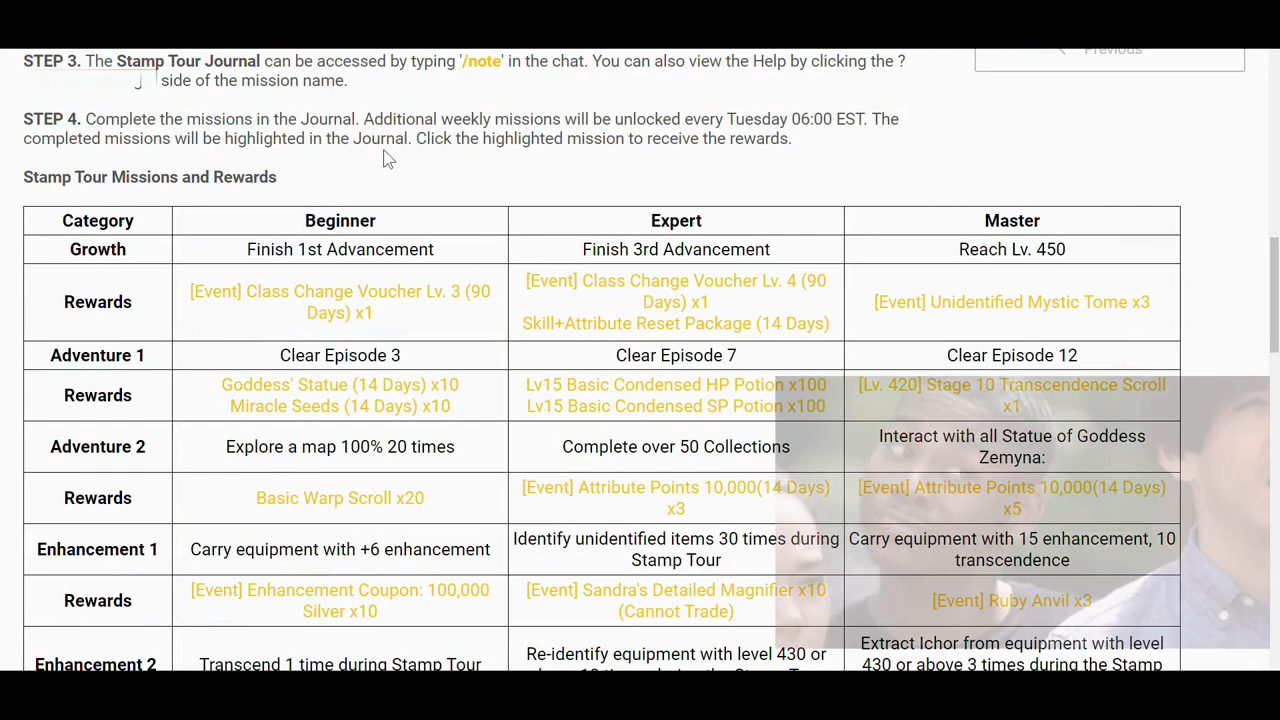 STEP 3. The Stamp Tour Journal can be accessed by typing '/note' in the chat. You can also view the Help by clicking the ?
side of the mission name.
Previous
STEP 4. Complete the missions in the Journal. Additional weekly missions will be unlocked every Tuesday 06:00 EST. The
completed missions will be highlighted in the Journal. Click the highlighted mission to receive the rewards.
Stamp Tour Missions and Rewards
Category Beginner Expert Master
Growth Finish 1st Advancement Finish 3rd Advancement Reach Lv. 450
Rewards
[Event] Class Change Voucher Lv. 3 (90
Days) x1
[Event] Class Change Voucher Lv. 4 (90
Days) x1
Skill+Attribute Reset Package (14 Days)
[Event] Unidentified Mystic Tome x3
Adventure 1 Clear Episode 3 Clear Episode 7 Clear Episode 12
Rewards
Goddess' Statue (14 Days) x10
Miracle Seeds (14 Days) x10
Lv15 Basic Condensed HP Potion x100
Lv15 Basic Condensed SP Potion x100
[Lv. 420] Stage 10 Transcendence Scroll
x1
Adventure 2 Explore a map 100% 20 times Complete over 50 Collections
Interact with all Statue of Goddess
Zemyna:
Rewards Basic Warp Scroll x20
[Event] Attribute Points 10,000(14 Days)
x3
[Event] Attribute Points 10,000(14 Days)
x5
Enhancement 1 Carry equipment with +6 enhancement
Identify unidentified items 30 times during
Stamp Tour
Carry equipment with 15 enhancement, 10
transcendence
Rewards
[Event] Enhancement Coupon: 100,000
Silver x10
[Event] Sandra's Detailed Magnifier x10
(Cannot Trade)
[Event] Ruby Anvil x3
Enhancement 2 Transcend 1 time during Stamp Tour
Re-identify equipment with level 430 or
Extract Ichor from equipment with level
430 or above 3 times during the Stamp